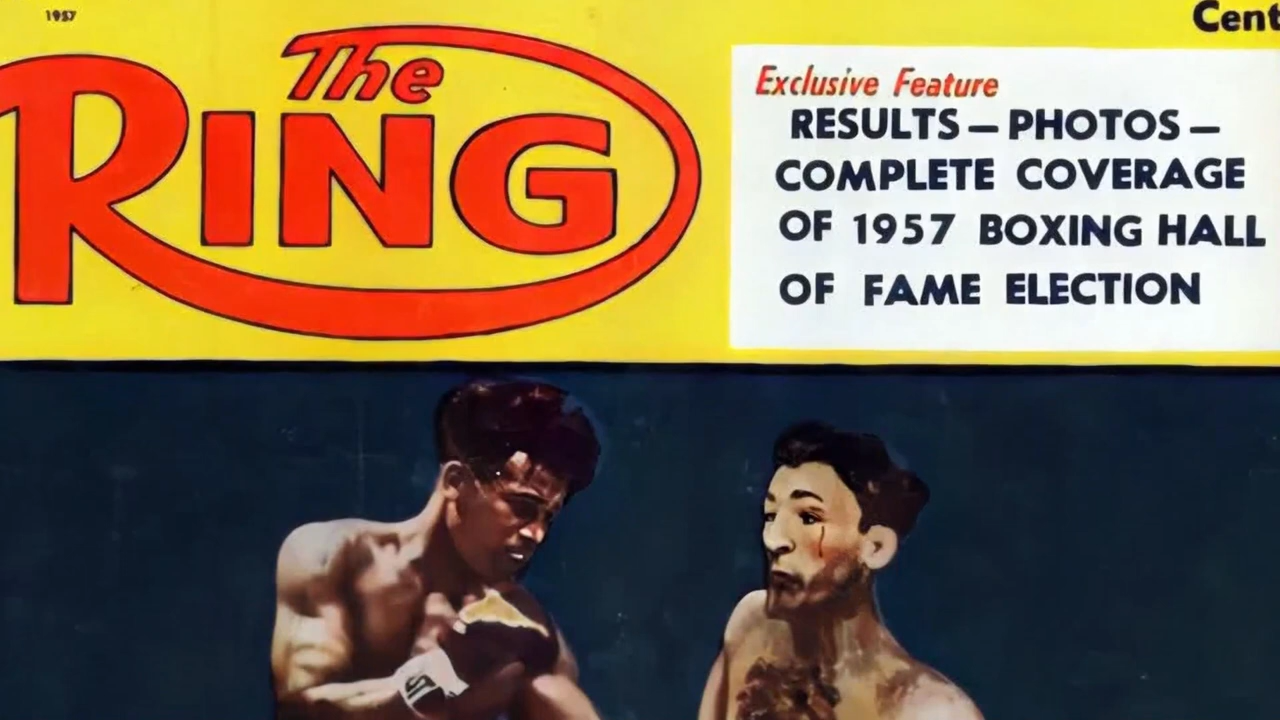 1957
Cent
The
RING
Exclusive Feature
RESULTS – PHOTOS –
COMPLETE COVERAGE
OF 1957 BOXING HALL
OF FAME ELECTION